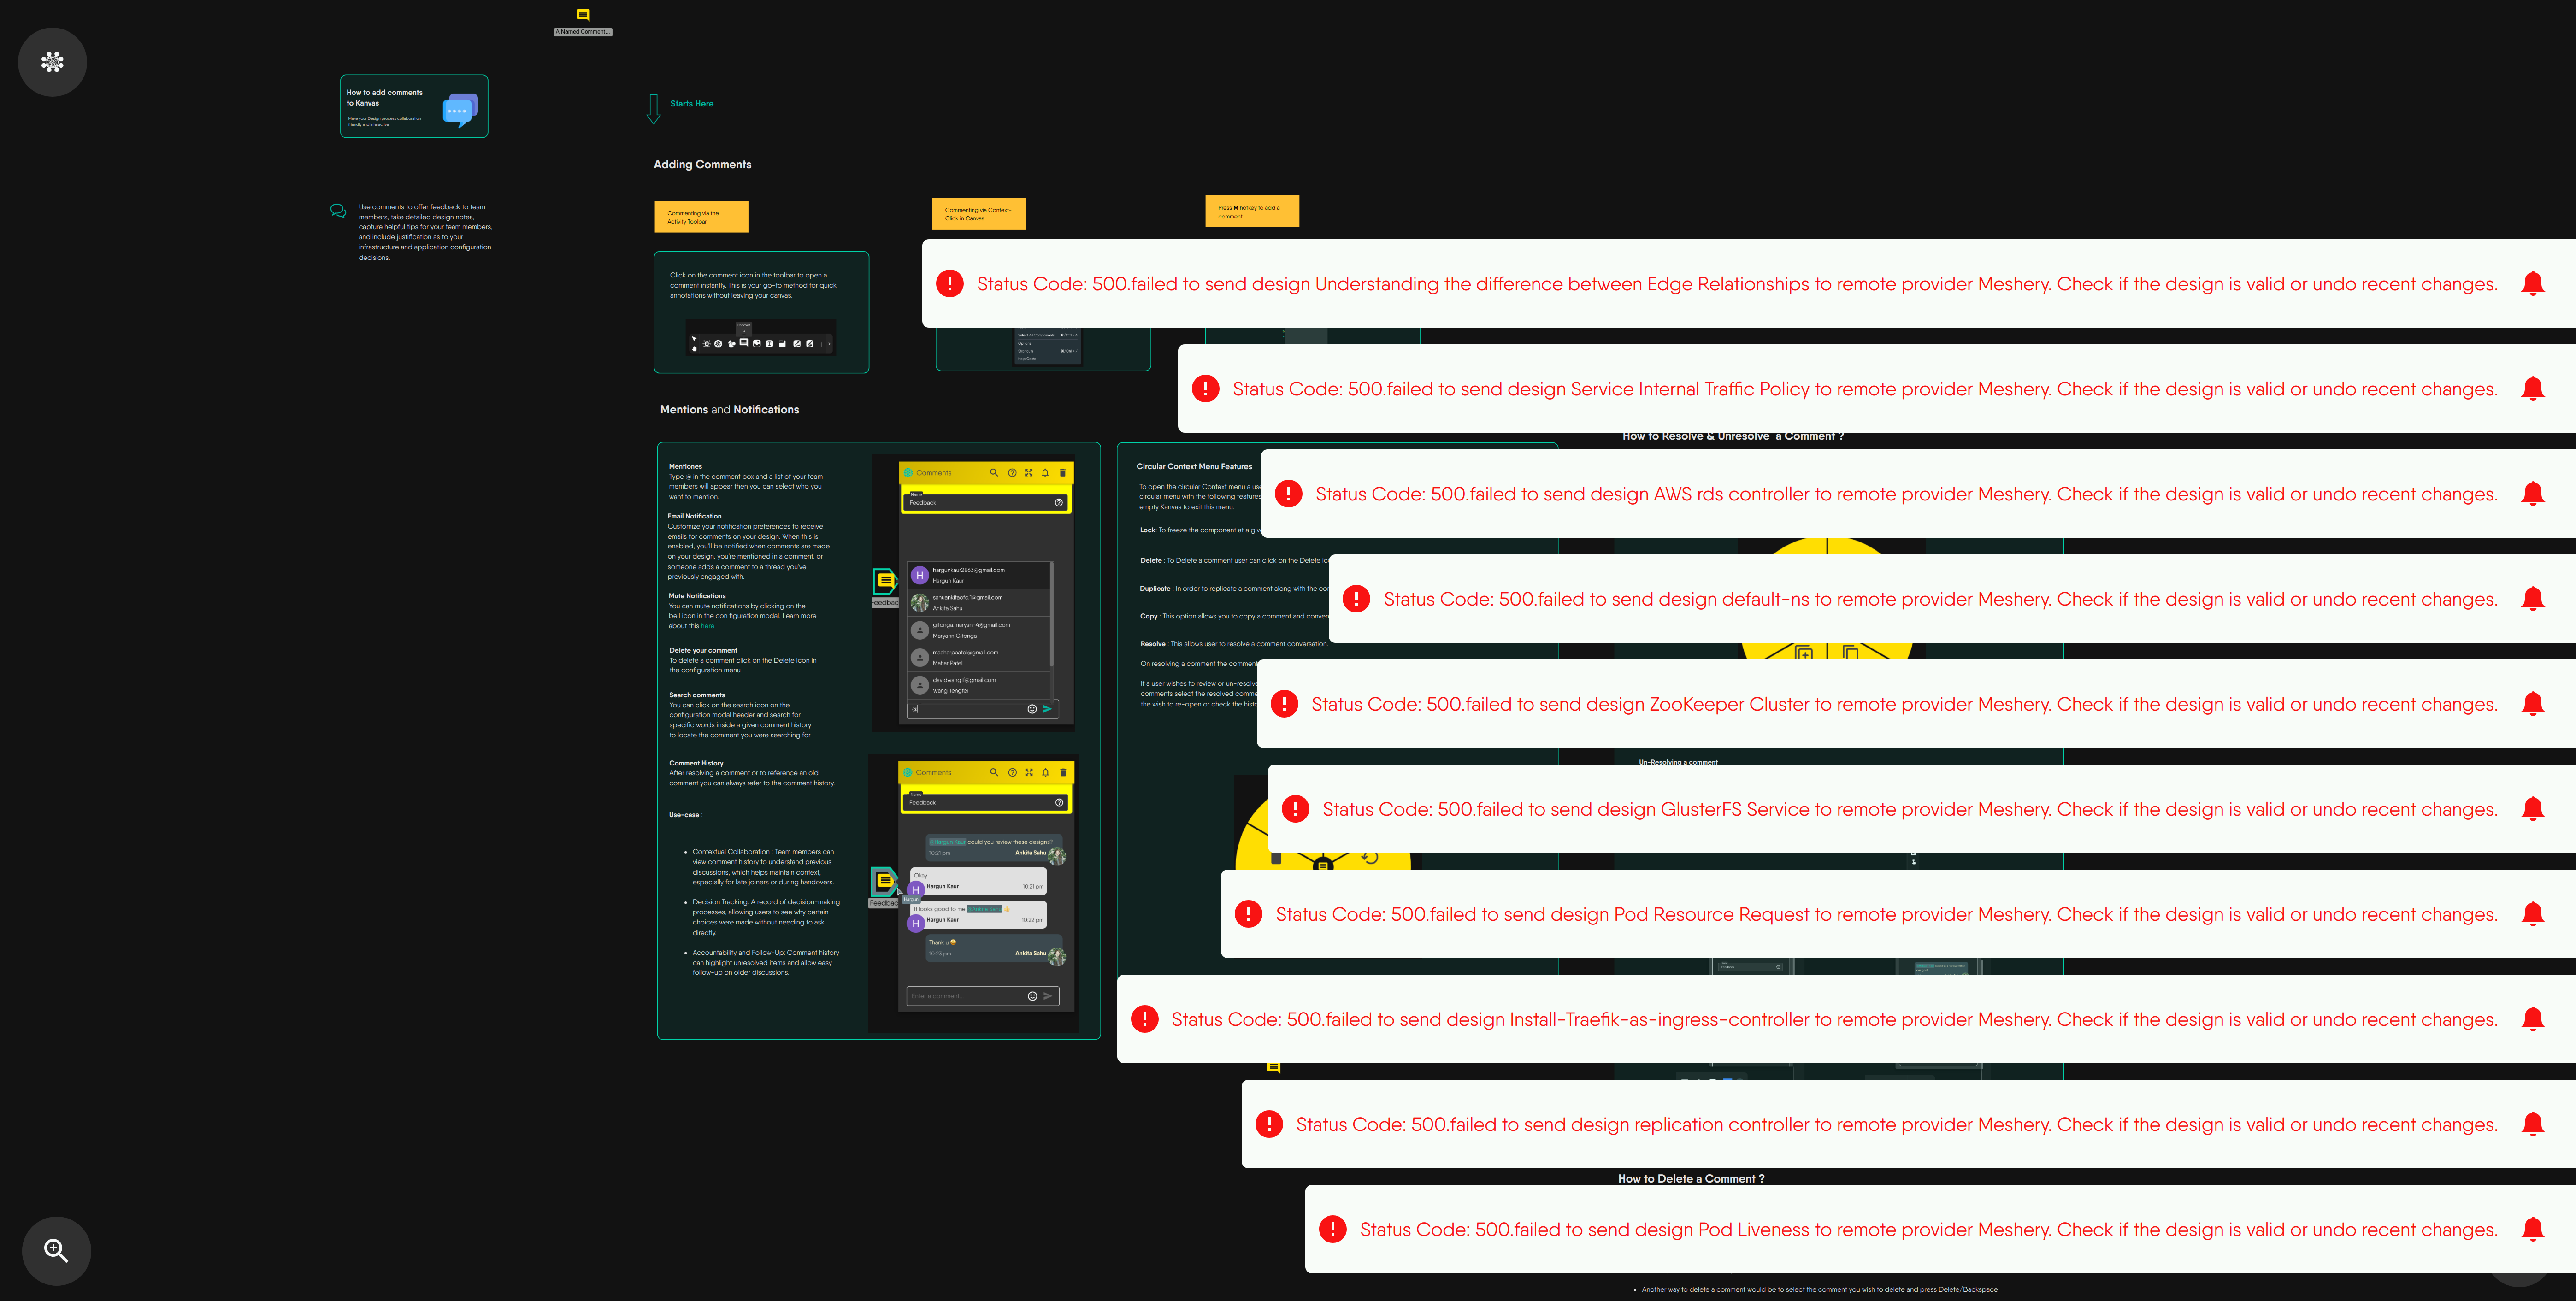 A Named Comment...
How to add comments
to Kanvas
Make your Design process collaboration
friendly and interactive
Starts Here
Adding Comments
Use comments to offer feedback to team
members, take detailed design notes,
capture helpful tips for your team members,
and include justification as to your
infrastructure and application configuration
decisions.
Commenting via the
Activity Toolbar
Commenting via Context-
Click in Canvas
Press M hotkey to add a
comment
Click on the comment icon in the toolbar to open a
comment instantly. This is your go-to method for quick
annotations without leaving your canvas.
Status Code: 500.failed to send design Understanding the difference between Edge Relationships to remote provider Meshery. Check if the design is valid or undo recent changes.
Select All Components
Options
Shortcuts
Help Center
Status Code: 500.failed to send design Service Internal Traffic Policy to remote provider Meshery. Check if the design is valid or undo recent changes.
Mentions and Notifications
How to Resolve & Unresolve a Comment ?
Mentiones
Type @ in the comment box and a list of your team
members will appear then you can select who you
want to mention.
Email Notification
Customize your notification preferences to receive
emails for comments on your design. When this is
enabled, you'll be notified when comments are made
on your design, you're mentioned in a comment, or
someone adds a comment to a thread you've
previously engaged with.
Mute Notifications
You can mute notifications by clicking on the
bell icon in the con figuration modal. Learn more
about this here
Delete your comment
To delete a comment click on the Delete icon in
the configuration menu
Search comments
You can click on the search icon on the
configuration modal header and search for
specific words inside a given comment history
to locate the comment you were searching for
Comment History
After resolving a comment or to reference an old
comment you can always refer to the comment history.
Use-case :
• Contextual Collaboration : Team members can
view comment history to understand previous
discussions, which helps maintain context,
especially for late joiners or during handovers.
• Decision Tracking: A record of decision-making
processes, allowing users to see why certain
choices were made without needing to ask
directly.
• Accountability and Follow-Up: Comment history
can highlight unresolved items and allow easy
follow-up on older discussions.
Comments
Name
Feedback
hargunkaur2863@gmail.com
Hargun Kaur
Ankita Sahu
gitonga.maryann4@gmail.com
Maryann Gitonga
Mahar Patel
Wang Tengfei
@
Feedbac
Comments
Name
Feedback
@Hargun Kaur could you review these designs?
10:21 pm Ankita Sahu
Okay
Hargun Kaur 10:21 pm
It looks good to me @Ankita Sahu 👍
Hargun Kaur 10:22 pm
Thank u 😄
10:23 pm Ankita Sahu
Enter a comment...
Feedbac
Circular Context Menu Features
To open the circular Context menu a use
circular menu with the following features
empty Kanvas to exit this menu.
Lock: To freeze the component at a give
Delete : To Delete a comment user can click on the Delete ic
Duplicate : In order to replicate a comment along with the co
Copy : This option allows you to copy a comment and conver
Resolve : This allows user to resolve a comment conversation.
On resolving a comment the comment
If a user wishes to review or un-resolve
comments select the resolved comme
the wish to re-open or check the histo
Status Code: 500.failed to send design AWS rds controller to remote provider Meshery. Check if the design is valid or undo recent changes.
Status Code: 500.failed to send design default-ns to remote provider Meshery. Check if the design is valid or undo recent changes.
Status Code: 500.failed to send design ZooKeeper Cluster to remote provider Meshery. Check if the design is valid or undo recent changes.
Un-Resolving a comment
Status Code: 500.failed to send design GlusterFS Service to remote provider Meshery. Check if the design is valid or undo recent changes.
Status Code: 500.failed to send design Pod Resource Request to remote provider Meshery. Check if the design is valid or undo recent changes.
Status Code: 500.failed to send design Install-Traefik-as-ingress-controller to remote provider Meshery. Check if the design is valid or undo recent changes.
Status Code: 500.failed to send design replication controller to remote provider Meshery. Check if the design is valid or undo recent changes.
How to Delete a Comment ?
Status Code: 500.failed to send design Pod Liveness to remote provider Meshery. Check if the design is valid or undo recent changes.
• Another way to delete a comment would be to select the comment you wish to delete and press Delete/Backspace